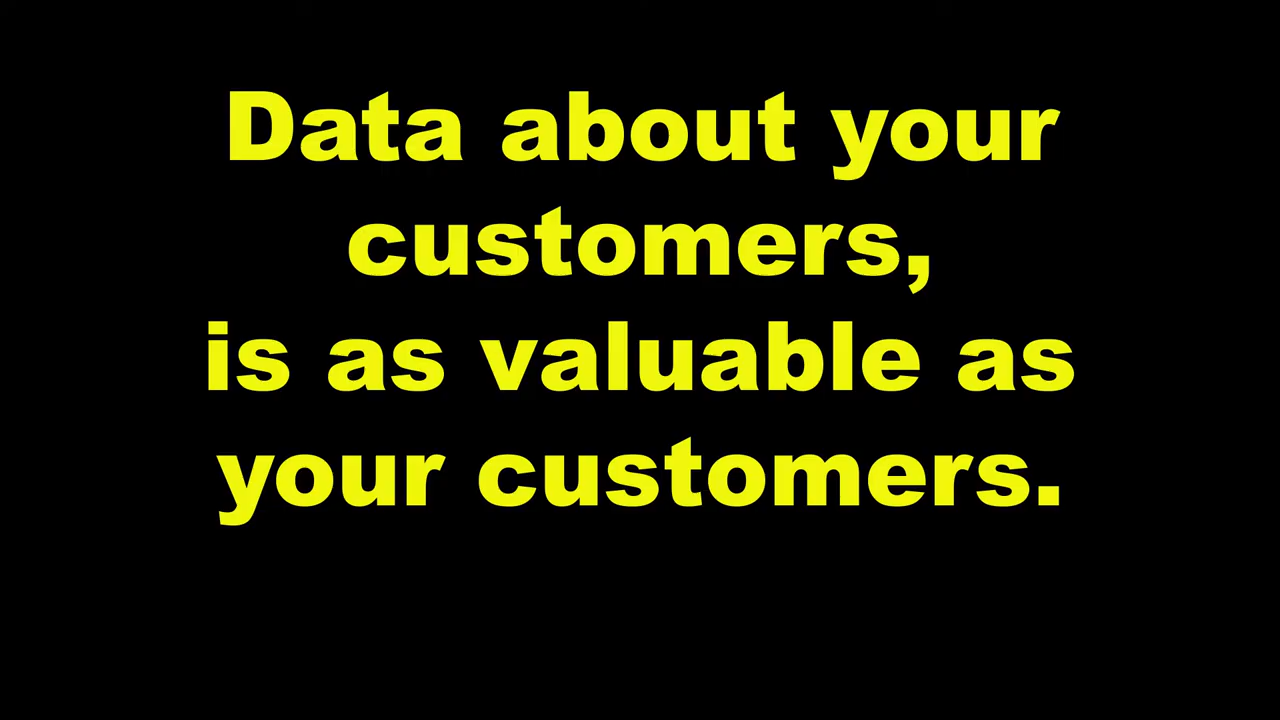 Data about your
customers,
is as valuable as
your customers.